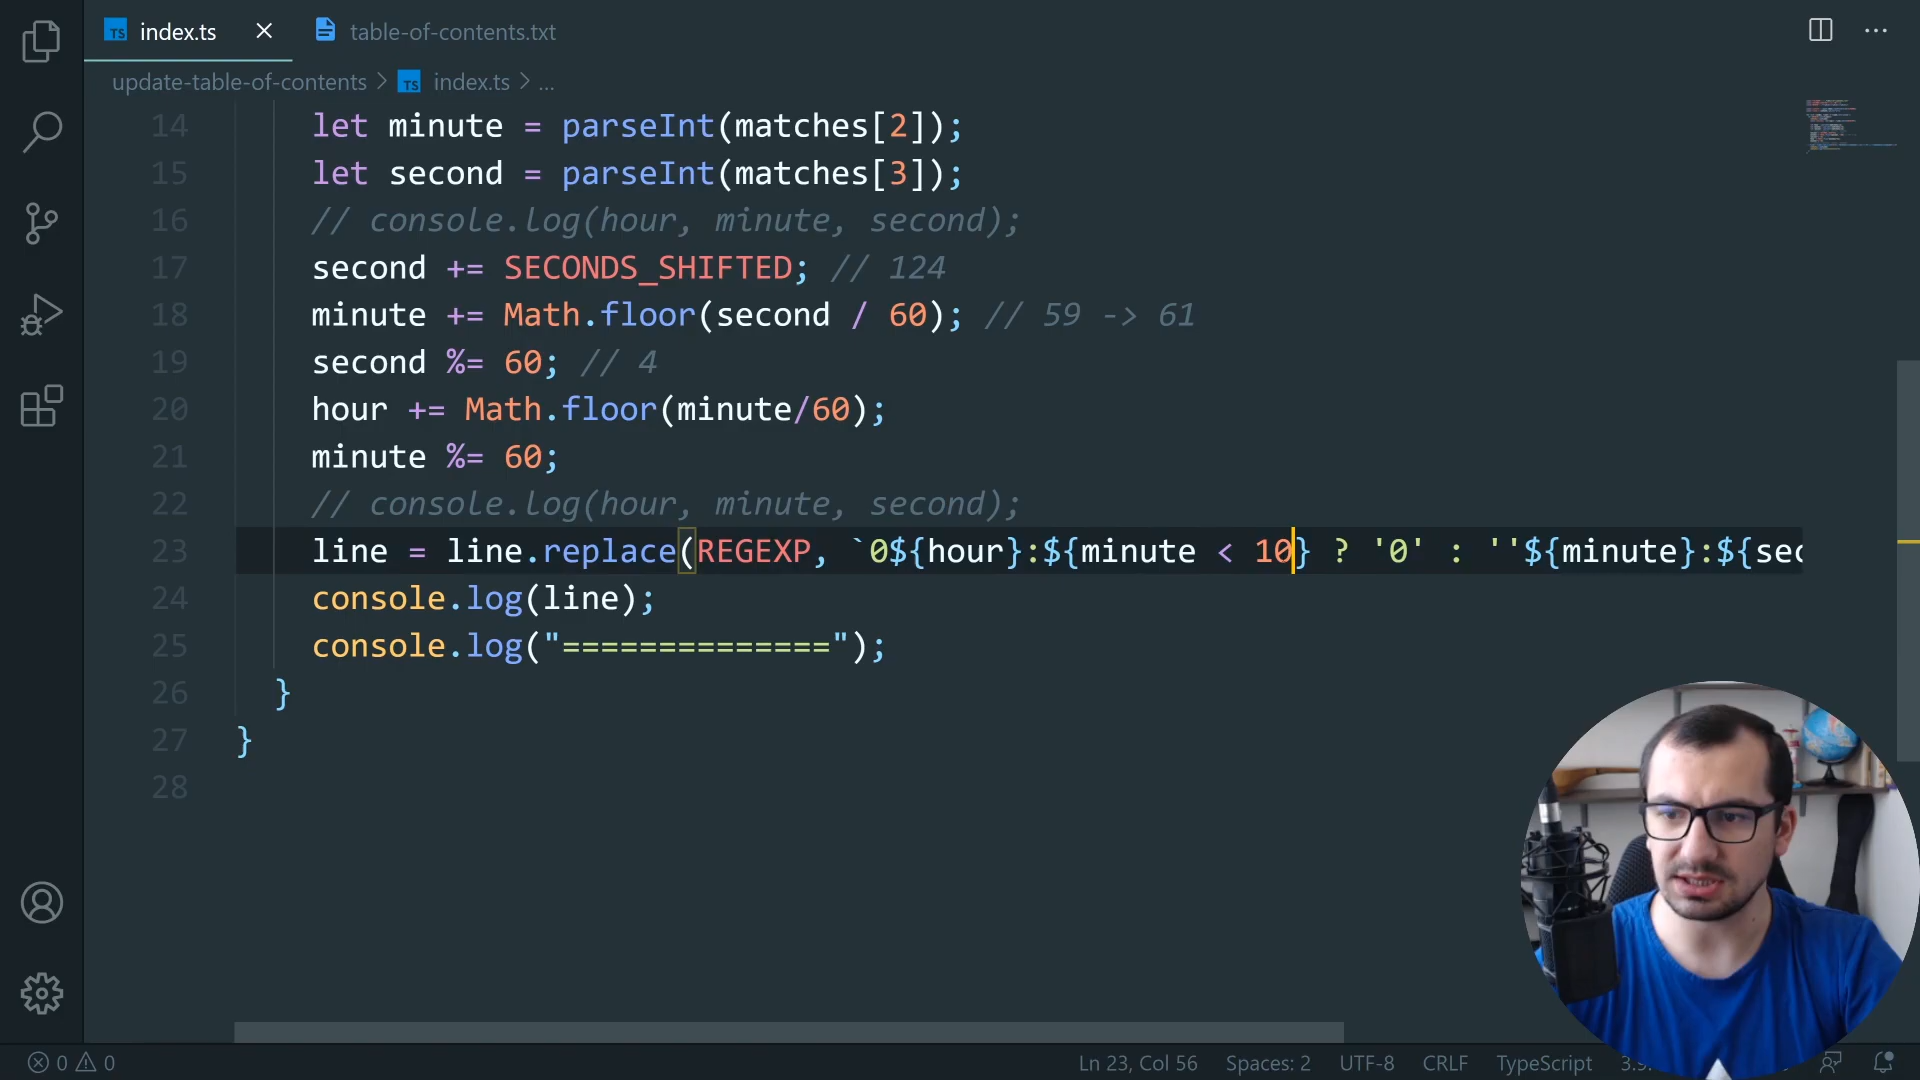 TS index.ts × table-of-contents.txt
update-table-of-contents > TS index.ts > ...
14 let minute = parseInt(matches[2]);
15 let second = parseInt(matches[3]);
16 // console.log(hour, minute, second);
17 second += SECONDS_SHIFTED; // 124
18 minute += Math.floor(second / 60); // 59 -> 61
19 second %= 60; // 4
20 hour += Math.floor(minute/60);
21 minute %= 60;
22 // console.log(hour, minute, second);
23 line = line.replace(REGEXP, `0${hour}:${minute < 10} ? '0' : ''${minute}:${sec
24 console.log(line);
25 console.log("==============");
26 }
27 }
28
0 0 Ln 23, Col 56 Spaces: 2 UTF-8 CRLF TypeScript